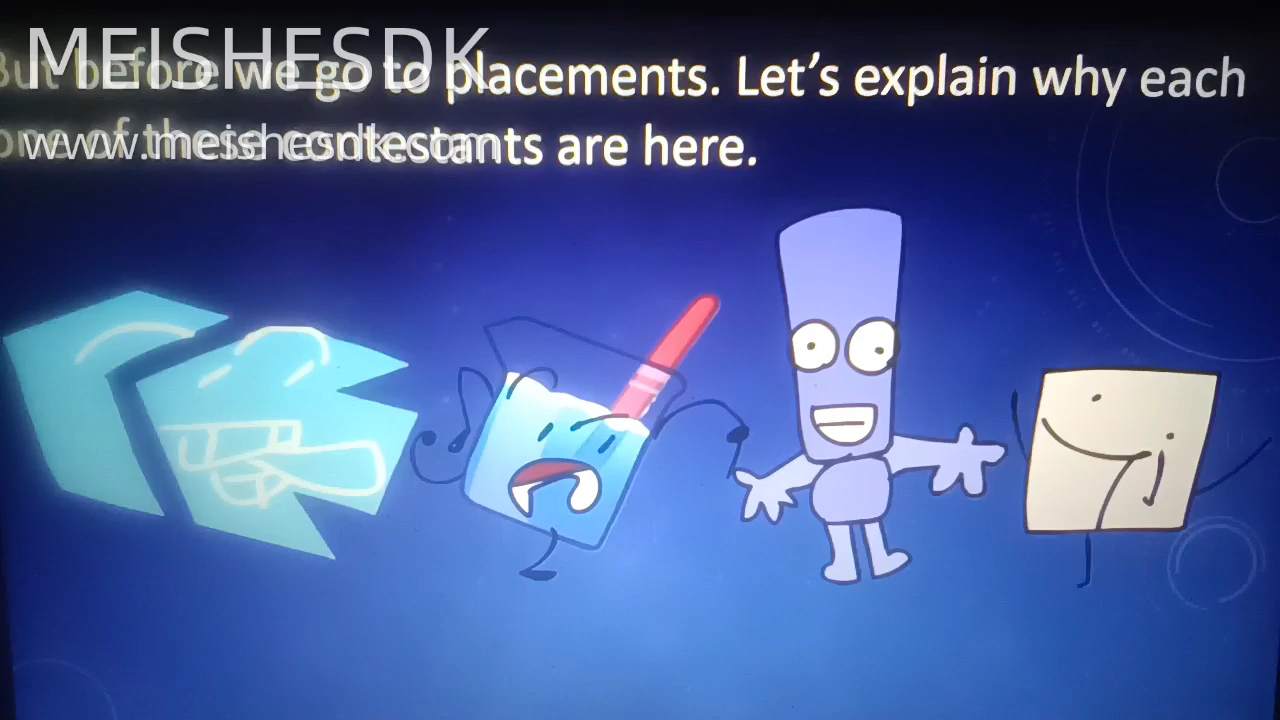 MEISHESDK
But before we go to placements. Let's explain why each
www.meishesdk.com
one of these contestants are here.